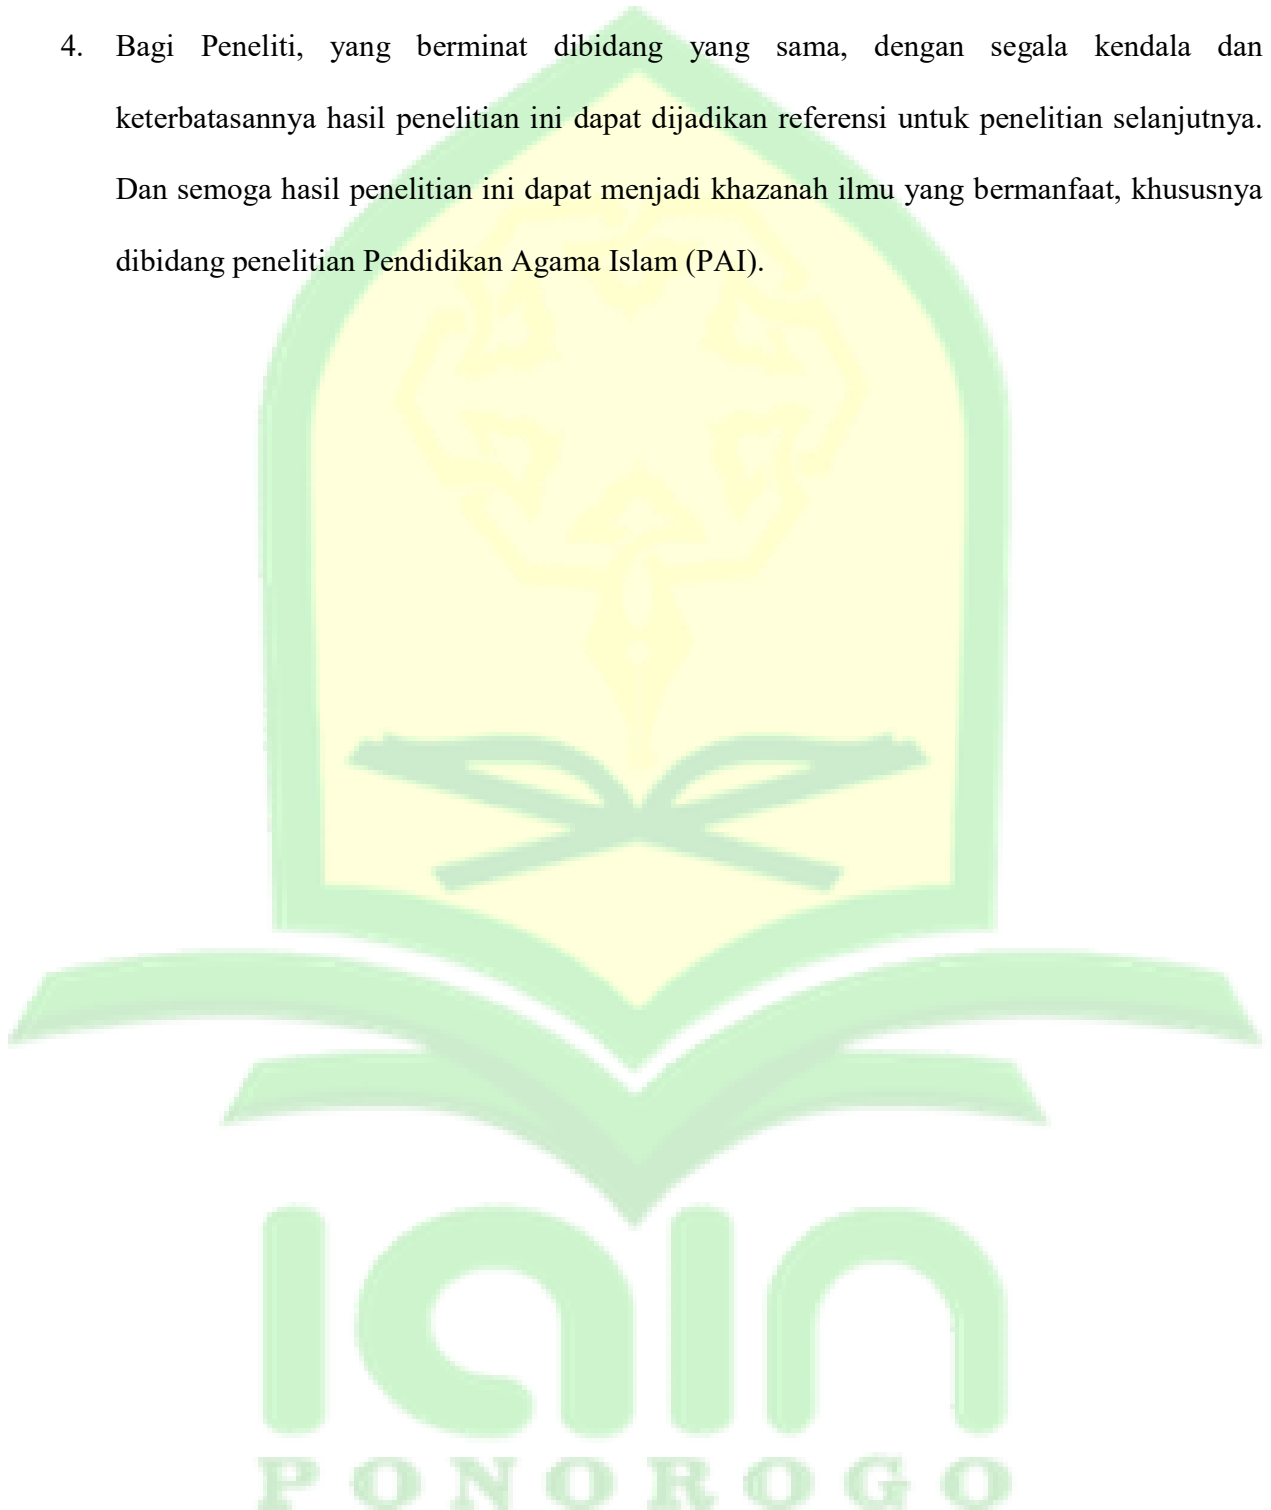 4. Bagi Peneliti, yang berminat dibidang yang sama, dengan segala kendala dan
keterbatasannya hasil penelitian ini dapat dijadikan referensi untuk penelitian selanjutnya.
Dan semoga hasil penelitian ini dapat menjadi khazanah ilmu yang bermanfaat, khususnya
dibidang penelitian Pendidikan Agama Islam (PAI).
iain
PONOROGO